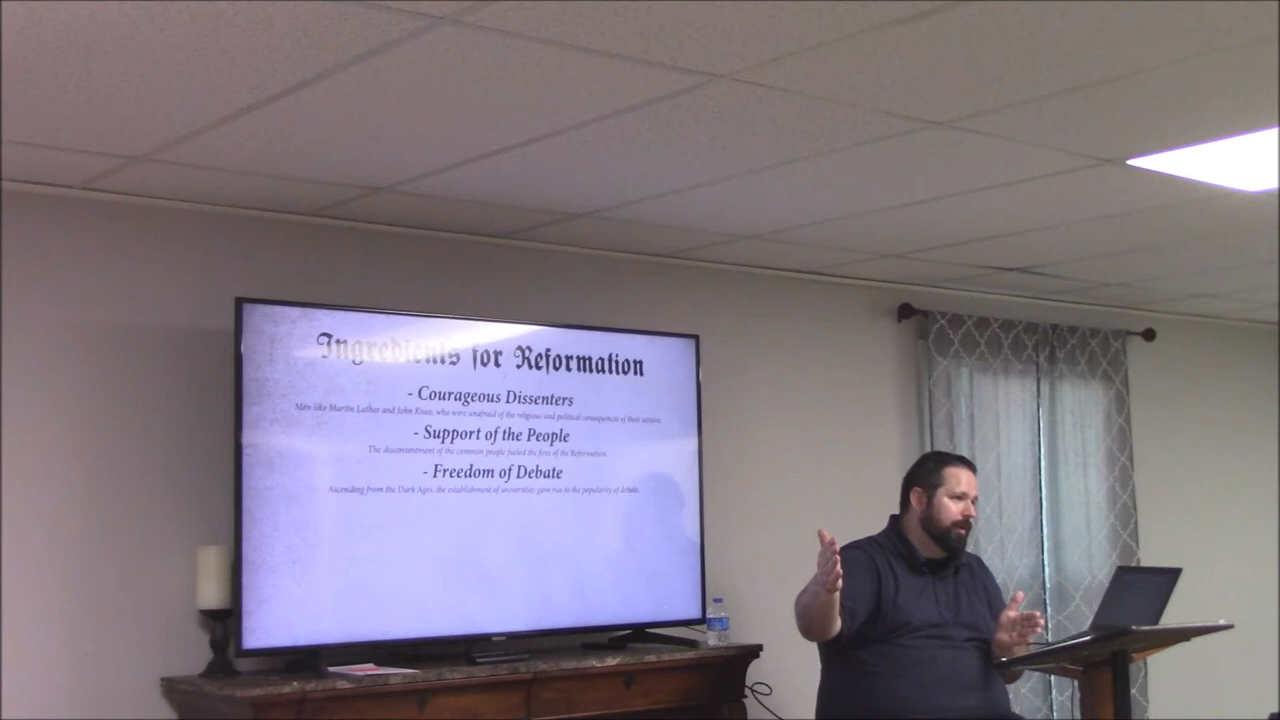 Ingredients for Reformation
- Courageous Dissenters
Men like Martin Luther and John Knox, who were unafraid of the religious and political consequences of their actions.
- Support of the People
The discontentment of the common people fueled the fires of the Reformation.
- Freedom of Debate
Ascending from the Dark Ages, the establishment of universities gave rise to the popularity of debate.